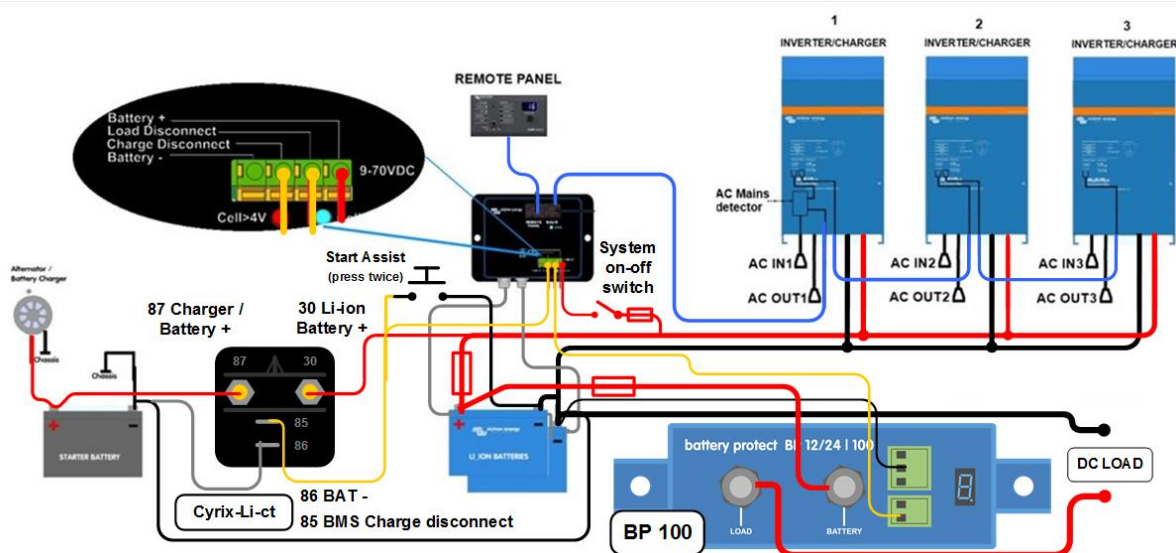 1
INVERTER/CHARGER
2
INVERTER/CHARGER
3
INVERTER/CHARGER
REMOTE PANEL
Battery +
Load Disconnect
Charge Disconnect
Battery -
9-70VDC
Cell>4V
AC Mains
detector
System
on-off
switch
Start Assist
(press twice)
AC IN1
AC OUT1
AC IN2
AC OUT2
AC IN3
AC OUT3
Alternator /
Battery Charger
Chassis
Chassis
87 Charger /
Battery +
30 Li-ion
Battery +
87
30
85
86
+
-
STARTER BATTERY
+
-
LI_ION BATTERIES
Cyrix-Li-ct
86 BAT -
85 BMS Charge disconnect
battery protect BP 12/24 | 100
LOAD
BATTERY
BP 100
DC LOAD